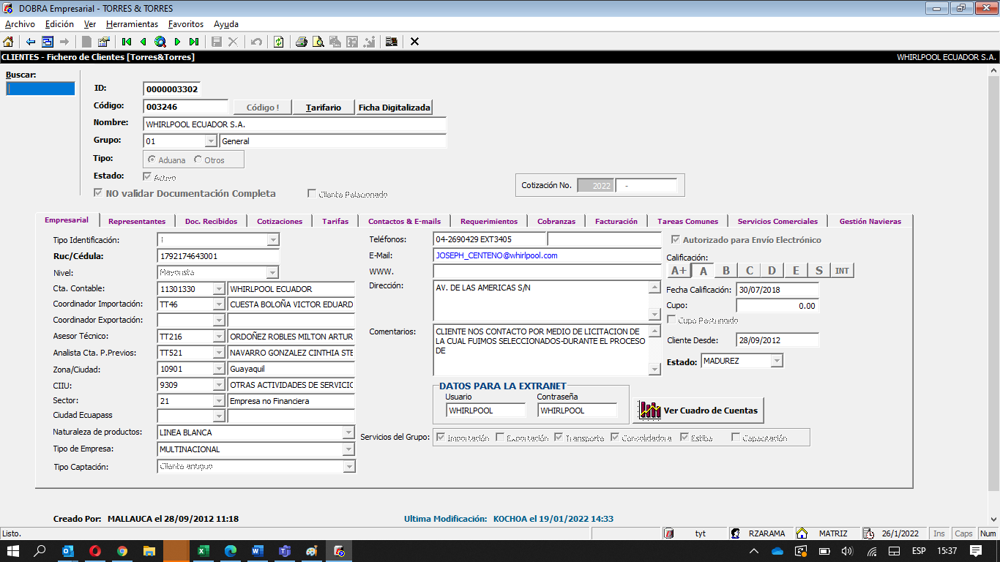 DOBRA Empresarial - TORRES & TORRES
Archivo Edición Ver Herramientas Favoritos Ayuda
CLIENTES - Fichero de Clientes [Torres&Torres] WHIRLPOOL ECUADOR S.A.
Buscar:
ID: 0000003302
Código: 003246 Código ! Tarifario Ficha Digitalizada
Nombre: WHIRLPOOL ECUADOR S.A.
Grupo: 01 General
Tipo: Aduana Otros
Estado: Activo
Cotización No. 2022 -
NO validar Documentación Completa Cliente Relacionado
Empresarial Representantes Doc. Recibidos Cotizaciones Tarifas Contactos & E-mails Requerimientos Cobranzas Facturación Tareas Comunes Servicios Comerciales Gestión Navieras
Tipo Identificación:
Ruc/Cédula: 1792174643001
Nivel: Mayorista
Cta. Contable: 11301330 WHIRLPOOL ECUADOR
Coordinador Importación: TT46 CUESTA BOLOÑA VICTOR EDUARD
Coordinador Exportación:
Asesor Técnico: TT216 ORDOÑEZ ROBLES MILTON ARTUR
Analista Cta. P.Previos: TT521 NAVARRO GONZALEZ CINTHIA STE
Zona/Ciudad: 10901 Guayaquil
CIIU: 9309 OTRAS ACTIVIDADES DE SERVICIO
Sector: 21 Empresa no Financiera
Ciudad Ecuapass
Naturaleza de productos: LINEA BLANCA
Tipo de Empresa: MULTINACIONAL
Tipo Captación: Cliente antiguo
Teléfonos: 04-2690429 EXT3405
E-Mail: JOSEPH_CENTENO@whirlpool.com
WWW.
Dirección: AV. DE LAS AMERICAS S/N
Comentarios: CLIENTE NOS CONTACTO POR MEDIO DE LICITACION DE
LA CUAL FUIMOS SELECCIONADOS-DURANTE EL PROCESO
DE
DATOS PARA LA EXTRANET
Usuario Contraseña
WHIRLPOOL WHIRLPOOL
Servicios del Grupo: Importación Exportación Transporte Consolidadora Estiba Capacitación
Autorizado para Envío Electrónico
Calificación:
A+ A B C D E S INT
Fecha Calificación: 30/07/2018
Cupo: 0.00
Cupo Restringido
Cliente Desde: 28/09/2012
Estado: MADUREZ
Ver Cuadro de Cuentas
Creado Por: MALLAUCA el 28/09/2012 11:18 Ultima Modificación: KOCHOA el 19/01/2022 14:33
Listo. tyt RZARAMA MATRIZ 26/1/2022 Ins Caps Num
ESP 15:37